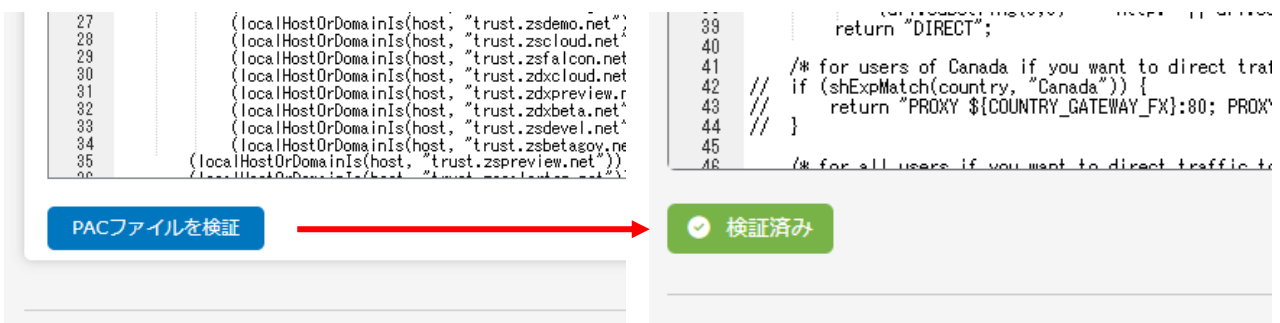 27 (localHostOrDomainIs(host, "trust.zsdemo.net")
28 (localHostOrDomainIs(host, "trust.zscloud.net"
29 (localHostOrDomainIs(host, "trust.zsfalcon.net
30 (localHostOrDomainIs(host, "trust.zdxcloud.net
31 (localHostOrDomainIs(host, "trust.zdxpreview.n
32 (localHostOrDomainIs(host, "trust.zdxbeta.net"
33 (localHostOrDomainIs(host, "trust.zsdevel.net"
34 (localHostOrDomainIs(host, "trust.zsbetagov.ne
35 (localHostOrDomainIs(host, "trust.zspreview.net"))
PACファイルを検証
39 return "DIRECT";
40
41 /* for users of Canada if you want to direct traf
42 // if (shExpMatch(country, "Canada")) {
43 // return "PROXY ${COUNTRY_GATEWAY_FX}:80; PROXY
44 // }
45
46 /* for all users if you want to direct traffic to
検証済み